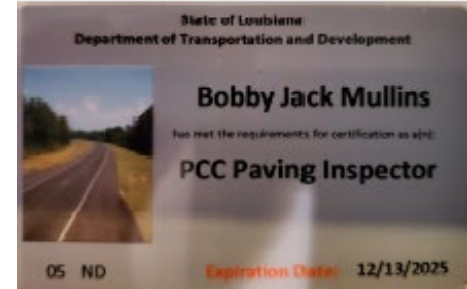 State of Louisiana
Department of Transportation and Development
Bobby Jack Mullins
has met the requirements for certification as a(n):
PCC Paving Inspector
05 ND
Expiration Date: 12/13/2025